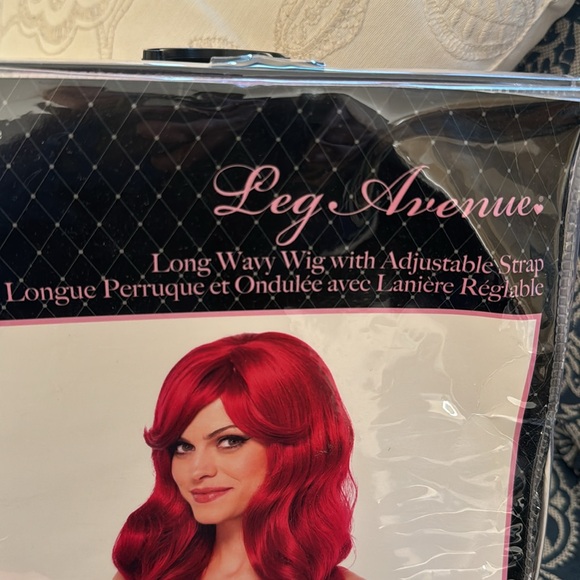 Leg Avenue
Long Wavy Wig with Adjustable Strap
Longue Perruque et Ondulée avec Lanière Réglable